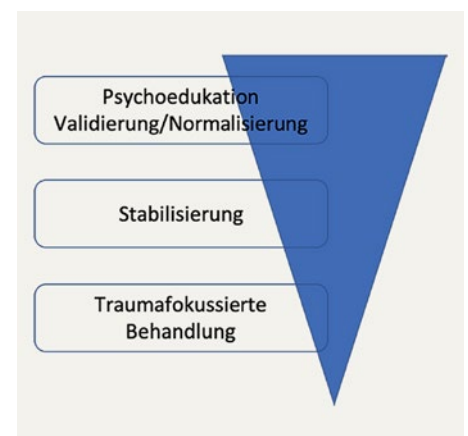 Psychoedukation
Validierung/Normalisierung
Stabilisierung
Traumafokussierte
Behandlung